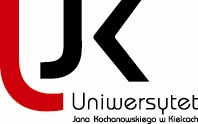 UJK
Uniwersytet
Jana Kochanowskiego w Kielcach